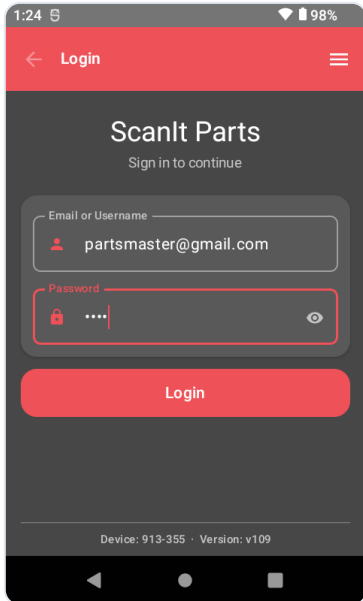 1:24 98%
Login
ScanIt Parts
Sign in to continue
Email or Username
partsmaster@gmail.com
Password
••••
Login
Device: 913-355 · Version: v109